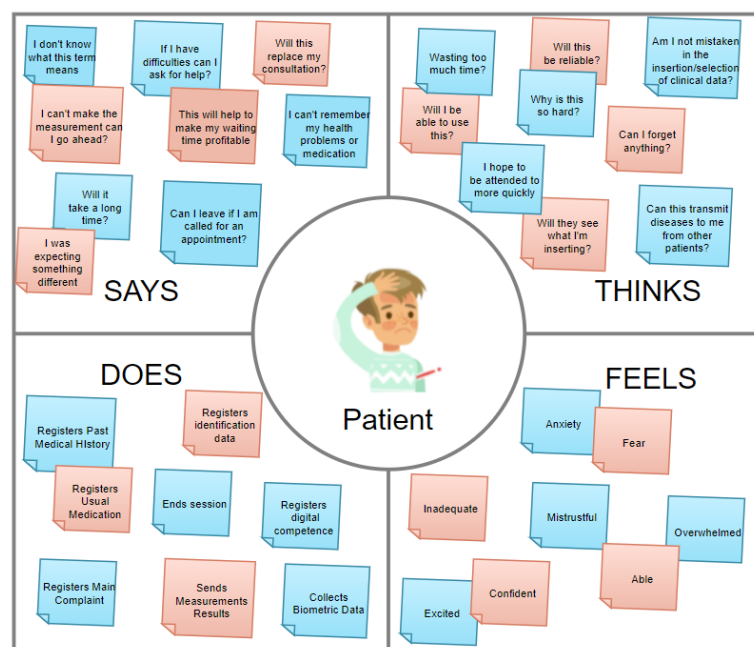 I don't know
what this term
means
If I have
difficulties can I
ask for help?
Will this
replace my
consultation?
I can't make the
measurement can
I go ahead?
This will help to
make my waiting
time profitable
I can't remember
my health
problems or
medication
Will it
take a long
time?
Can I leave if I am
called for an
appointment?
I was
expecting
something
different
SAYS
Wasting too
much time?
Will this
be reliable?
Am I not mistaken
in the
insertion/selection
of clinical data?
Will I be
able to use
this?
Why is this
so hard?
Can I forget
anything?
I hope to
be attended to
more quickly
Will they see
what I'm
inserting?
Can this transmit
diseases to me
from other
patients?
THINKS
Patient
DOES
Registers Past
Medical HIstory
Registers
identification
data
Registers
Usual
Medication
Ends session
Registers
digital
competence
Registers Main
Complaint
Sends
Measurements
Results
Collects
Biometric Data
FEELS
Anxiety
Fear
Inadequate
Mistrustful
Overwhelmed
Able
Confident
Excited